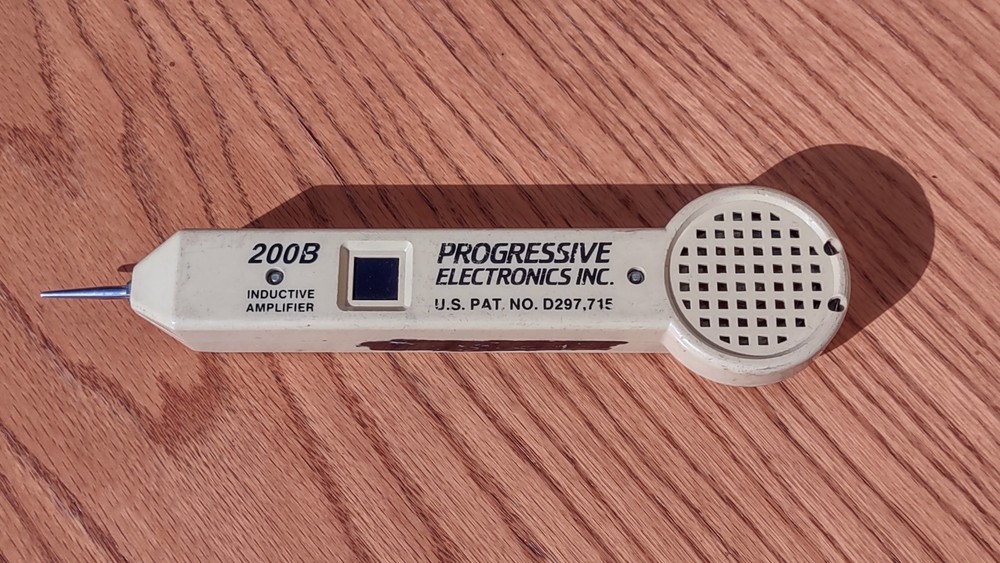 200B
INDUCTIVE
AMPLIFIER
PROGRESSIVE
ELECTRONICS INC.
U.S. PAT. NO. D297,715